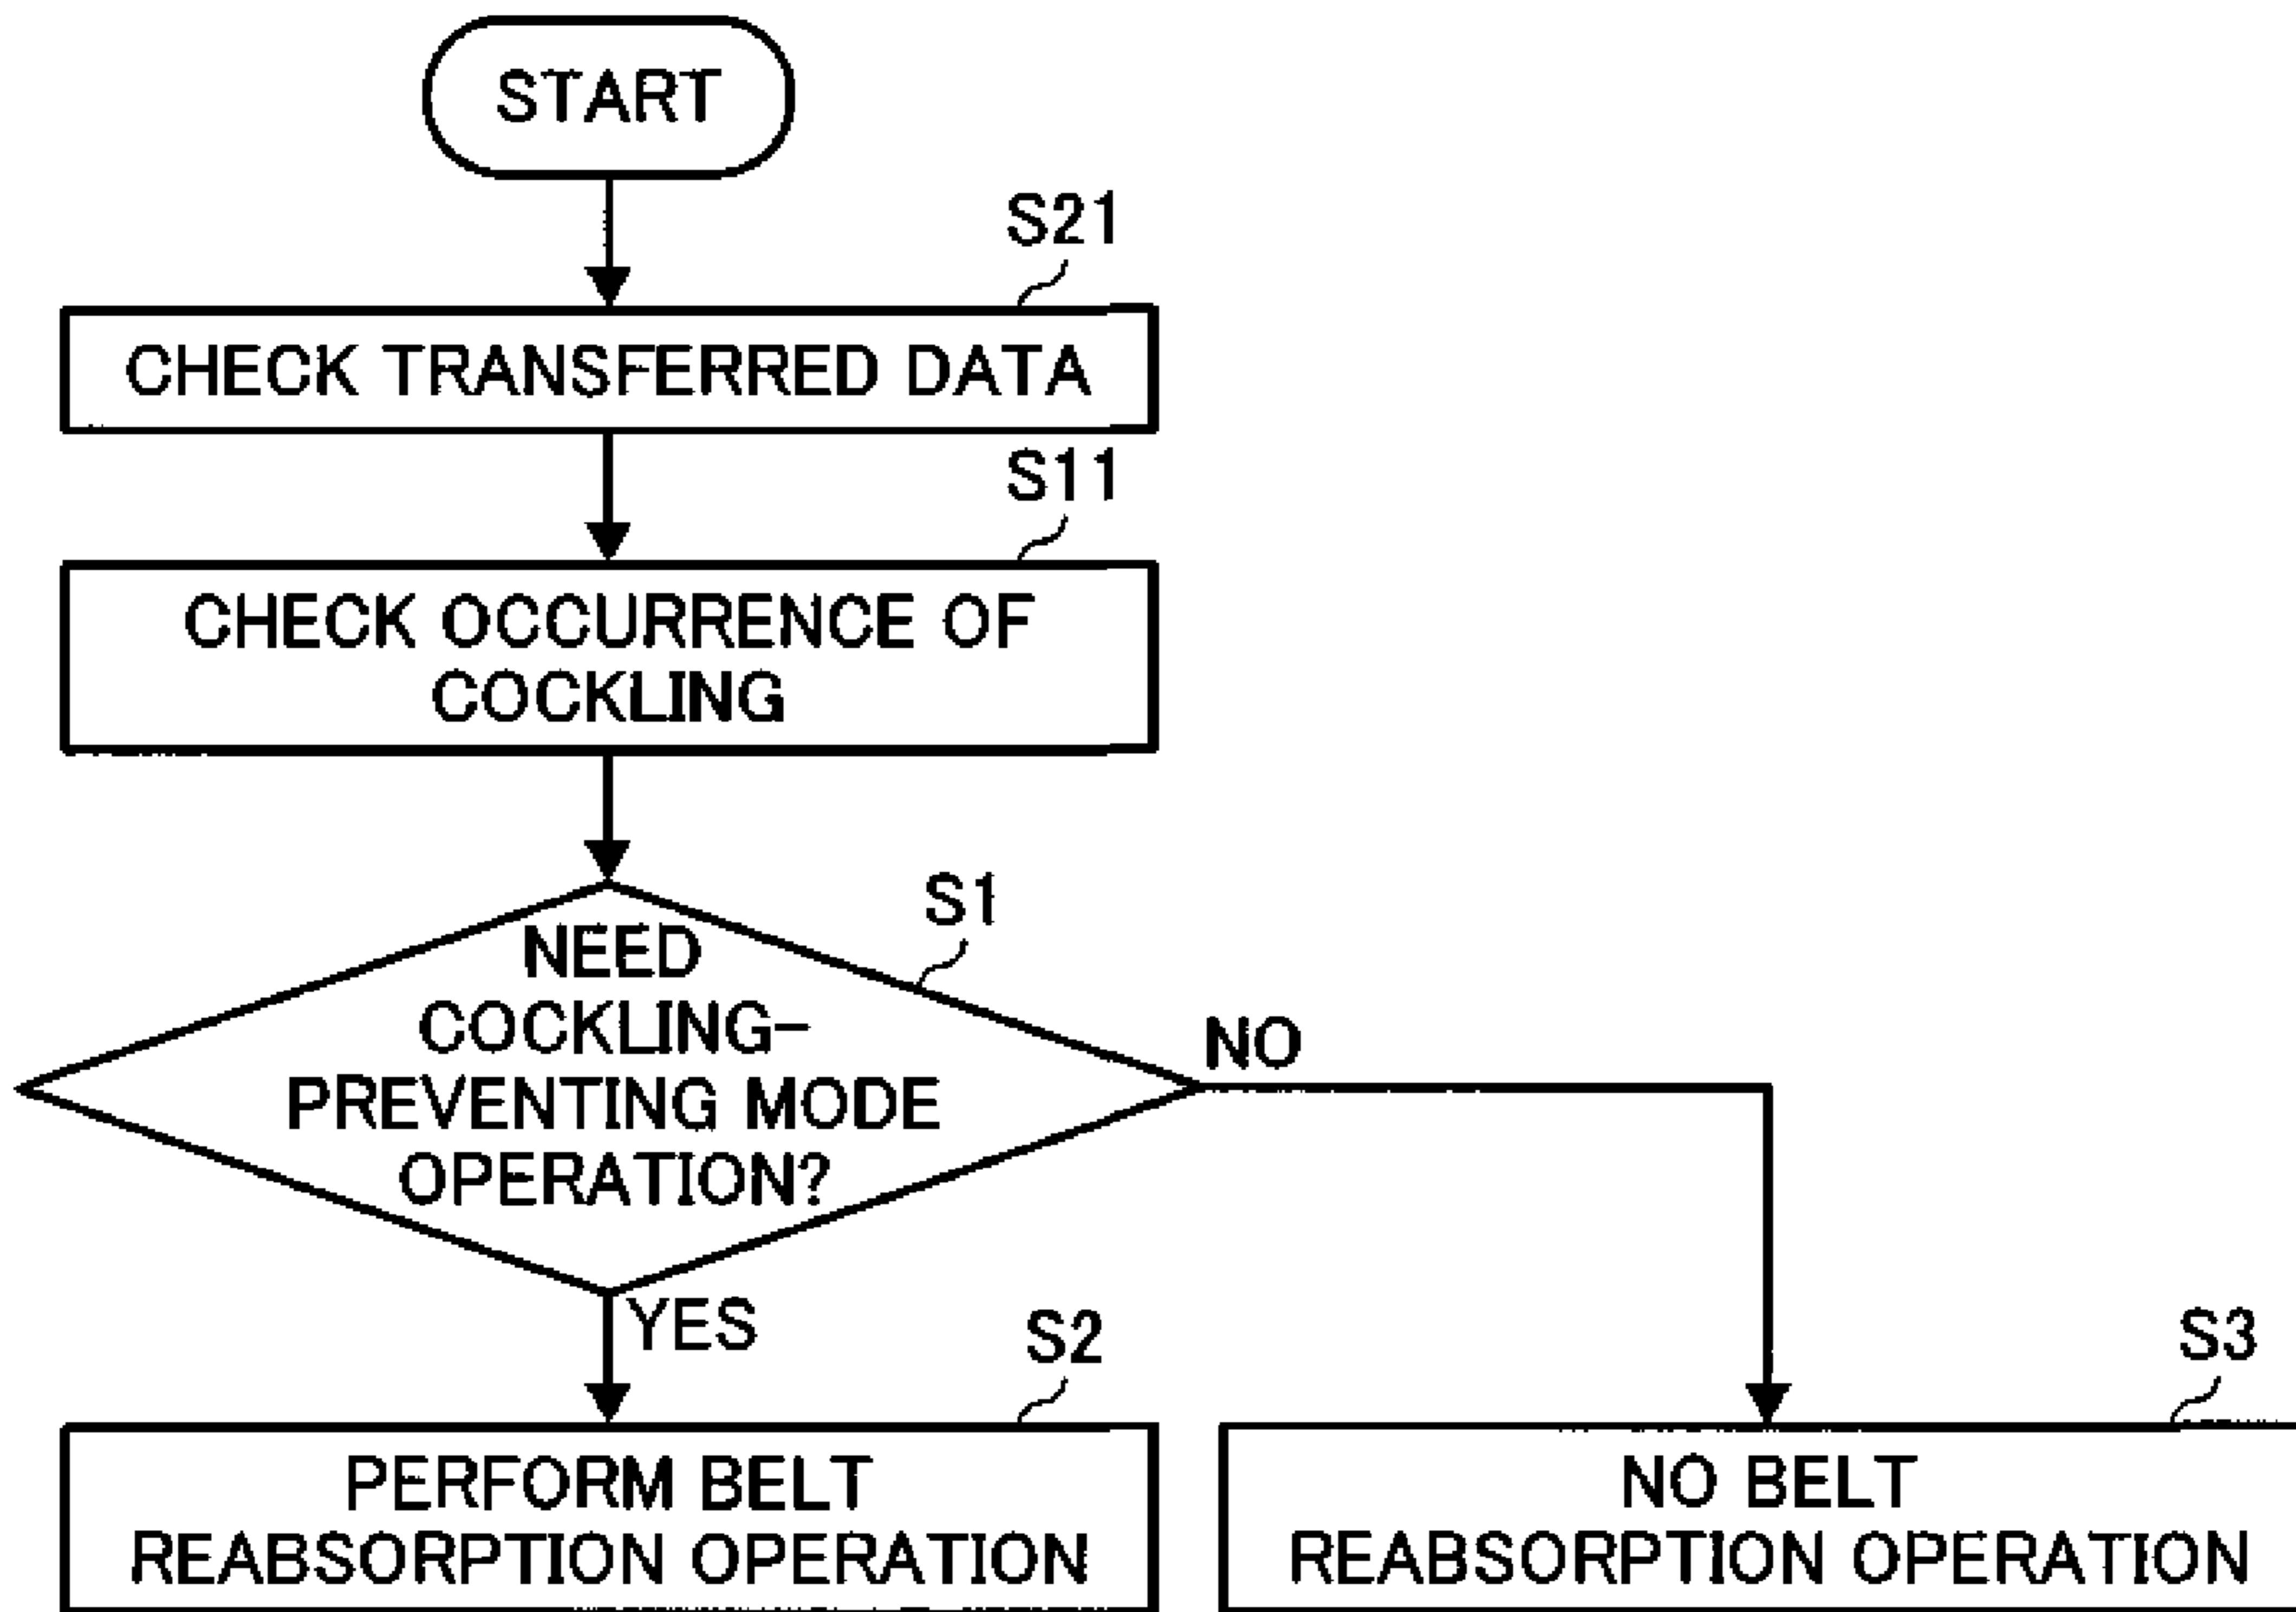 START
S21
CHECK TRANSFERRED DATA
S11
CHECK OCCURRENCE OF
COCKLING
S1
NEED
COCKLING-
PREVENTING MODE
OPERATION?
NO
YES
S2
PERFORM BELT
REABSORPTION OPERATION
S3
NO BELT
REABSORPTION OPERATION